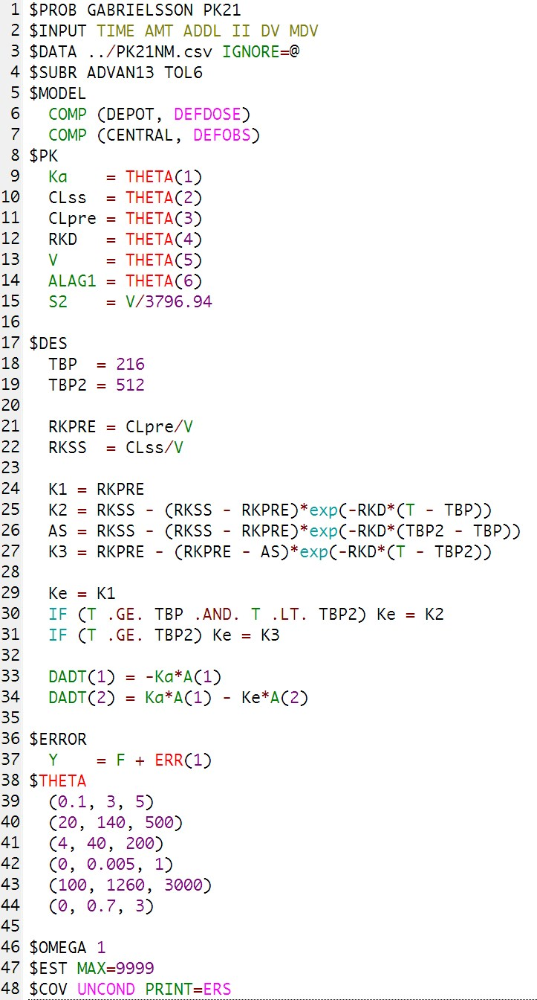 1 $PROB GABRIELSSON PK21
2 $INPUT TIME AMT ADDL II DV MDV
3 $DATA ../PK21NM.csv IGNORE=@
4 $SUBR ADVAN13 TOL6
5 $MODEL
6   COMP (DEPOT, DEFDOSE)
7   COMP (CENTRAL, DEFOBS)
8 $PK
9   Ka    = THETA(1)
10   CLss  = THETA(2)
11   CLpre = THETA(3)
12   RKD   = THETA(4)
13   V     = THETA(5)
14   ALAG1 = THETA(6)
15   S2    = V/3796.94
16
17 $DES
18   TBP  = 216
19   TBP2 = 512
20
21   RKPRE = CLpre/V
22   RKSS  = CLss/V
23
24   K1 = RKPRE
25   K2 = RKSS - (RKSS - RKPRE)*exp(-RKD*(T - TBP))
26   AS = RKSS - (RKSS - RKPRE)*exp(-RKD*(TBP2 - TBP))
27   K3 = RKPRE - (RKPRE - AS)*exp(-RKD*(T - TBP2))
28
29   Ke = K1
30   IF (T .GE. TBP .AND. T .LT. TBP2) Ke = K2
31   IF (T .GE. TBP2) Ke = K3
32
33   DADT(1) = -Ka*A(1)
34   DADT(2) = Ka*A(1) - Ke*A(2)
35
36 $ERROR
37   Y     = F + ERR(1)
38 $THETA
39   (0.1, 3, 5)
40   (20, 140, 500)
41   (4, 40, 200)
42   (0, 0.005, 1)
43   (100, 1260, 3000)
44   (0, 0.7, 3)
45
46 $OMEGA 1
47 $EST MAX=9999
48 $COV UNCOND PRINT=ERS